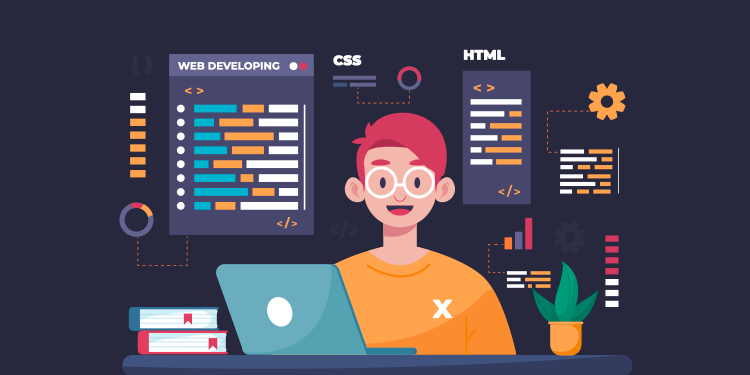 WEB DEVELOPING
< >
</>
CSS
HTML
< >
</>
{ }
</>
X